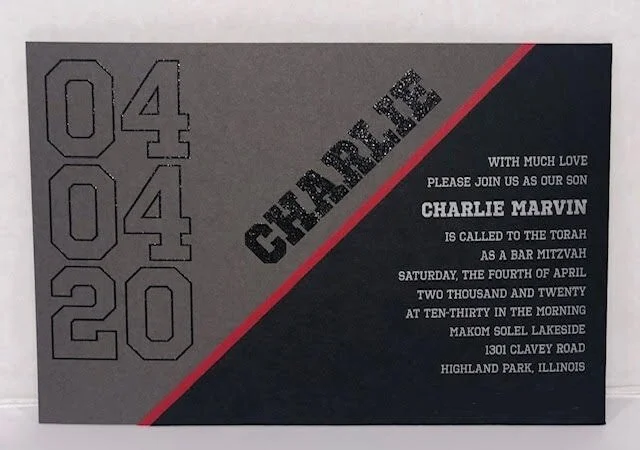 04
04
20
CHARLIE
WITH MUCH LOVE
PLEASE JOIN US AS OUR SON
CHARLIE MARVIN
IS CALLED TO THE TORAH
AS A BAR MITZVAH
SATURDAY, THE FOURTH OF APRIL
TWO THOUSAND AND TWENTY
AT TEN-THIRTY IN THE MORNING
MAKOM SOLEL LAKESIDE
1301 CLAVEY ROAD
HIGHLAND PARK, ILLINOIS